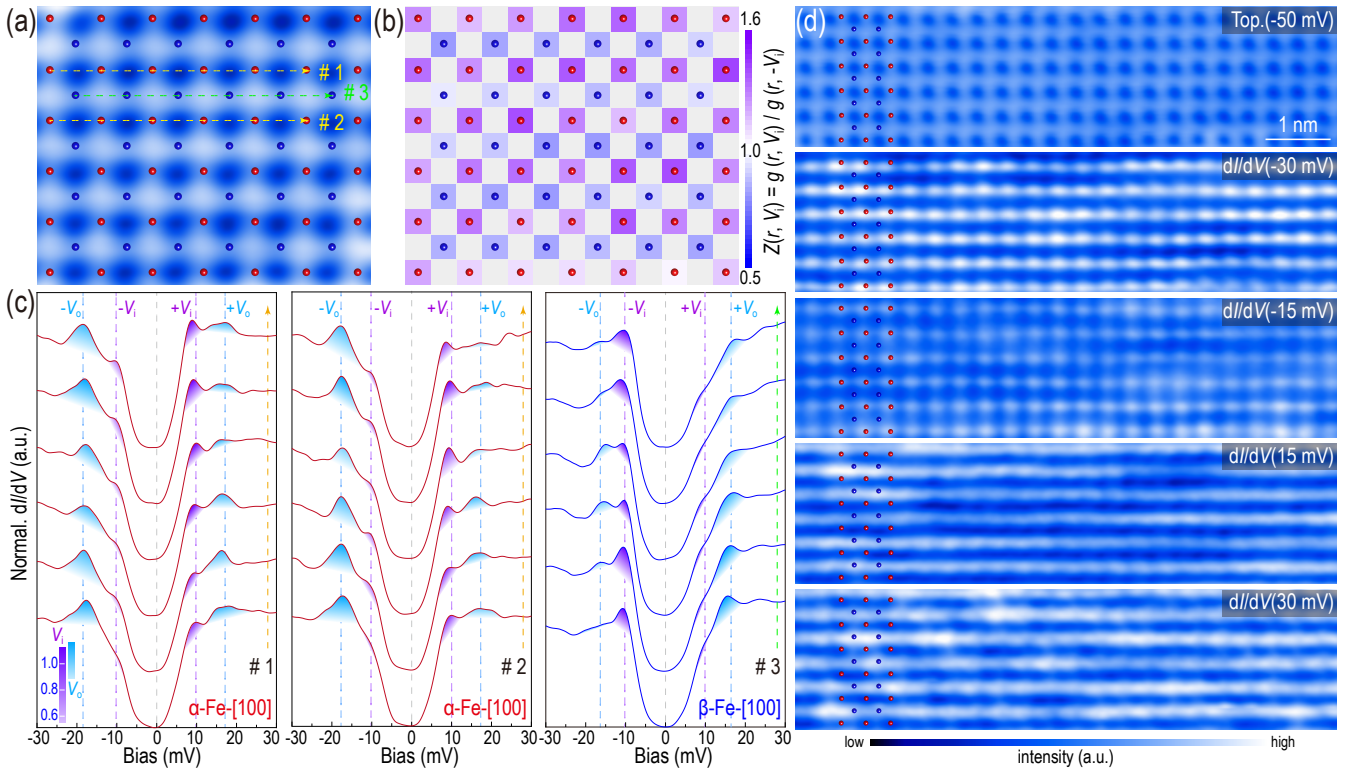 (a)
# 1
# 3
# 2
(b)
1.6
1.0
0.5
Z(r, Vi) = g (r, Vi) / g (r, -Vi)
(c)
Normal. dI/dV (a.u.)
-Vo
-Vi
+Vi
+Vo
Vi
1.0
0.8
0.6
Vo
# 1
α-Fe-[100]
-30 -20 -10 0 10 20 30
Bias (mV)
-Vo
-Vi
+Vi
+Vo
# 2
α-Fe-[100]
-30 -20 -10 0 10 20 30
Bias (mV)
-Vo
-Vi
+Vi
+Vo
# 3
β-Fe-[100]
-30 -20 -10 0 10 20 30
Bias (mV)
(d)
Top.(-50 mV)
1 nm
dI/dV(-30 mV)
dI/dV(-15 mV)
dI/dV(15 mV)
dI/dV(30 mV)
low
high
intensity (a.u.)